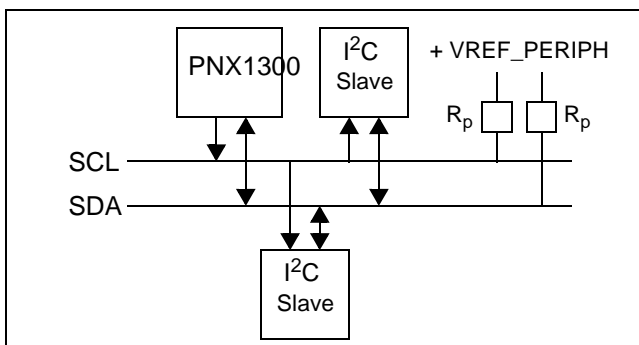 PNX1300
I²C
Slave
+ VREF_PERIPH
Rp
Rp
SCL
SDA
I²C
Slave